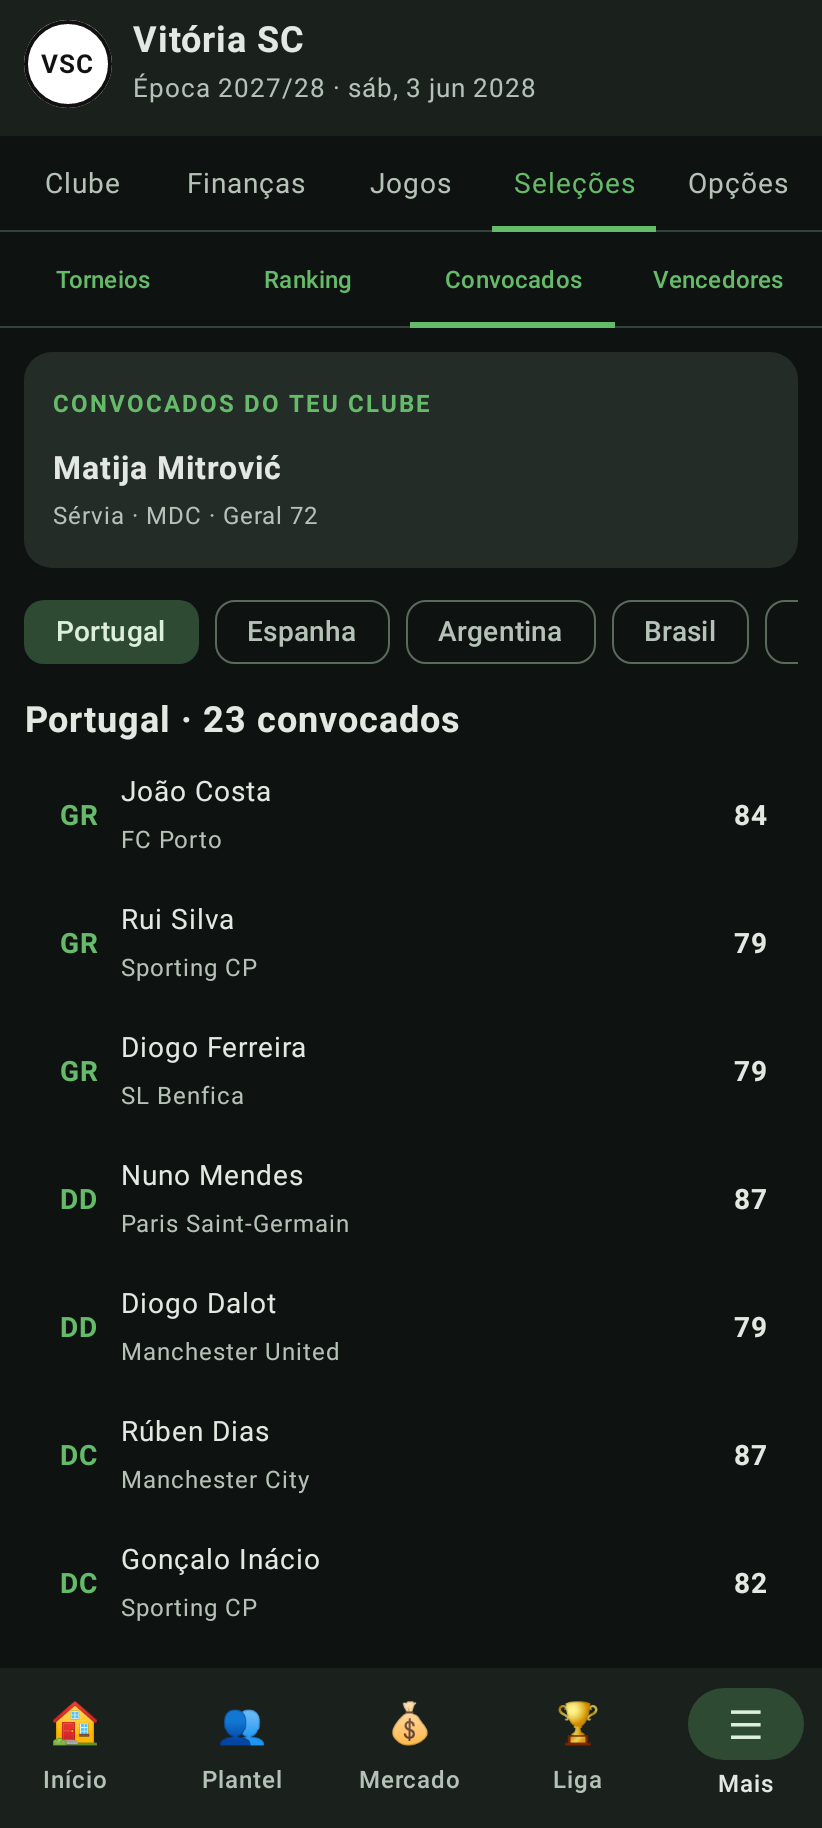 VSC
Vitória SC
Época 2027/28 · sáb, 3 jun 2028
Clube Finanças Jogos Seleções Opções
Torneios Ranking Convocados Vencedores
CONVOCADOS DO TEU CLUBE
Matija Mitrović
Sérvia · MDC · Geral 72
Portugal Espanha Argentina Brasil
Portugal · 23 convocados
GR João Costa 84
FC Porto
GR Rui Silva 79
Sporting CP
GR Diogo Ferreira 79
SL Benfica
DD Nuno Mendes 87
Paris Saint-Germain
DD Diogo Dalot 79
Manchester United
DC Rúben Dias 87
Manchester City
DC Gonçalo Inácio 82
Sporting CP
Início Plantel Mercado Liga Mais